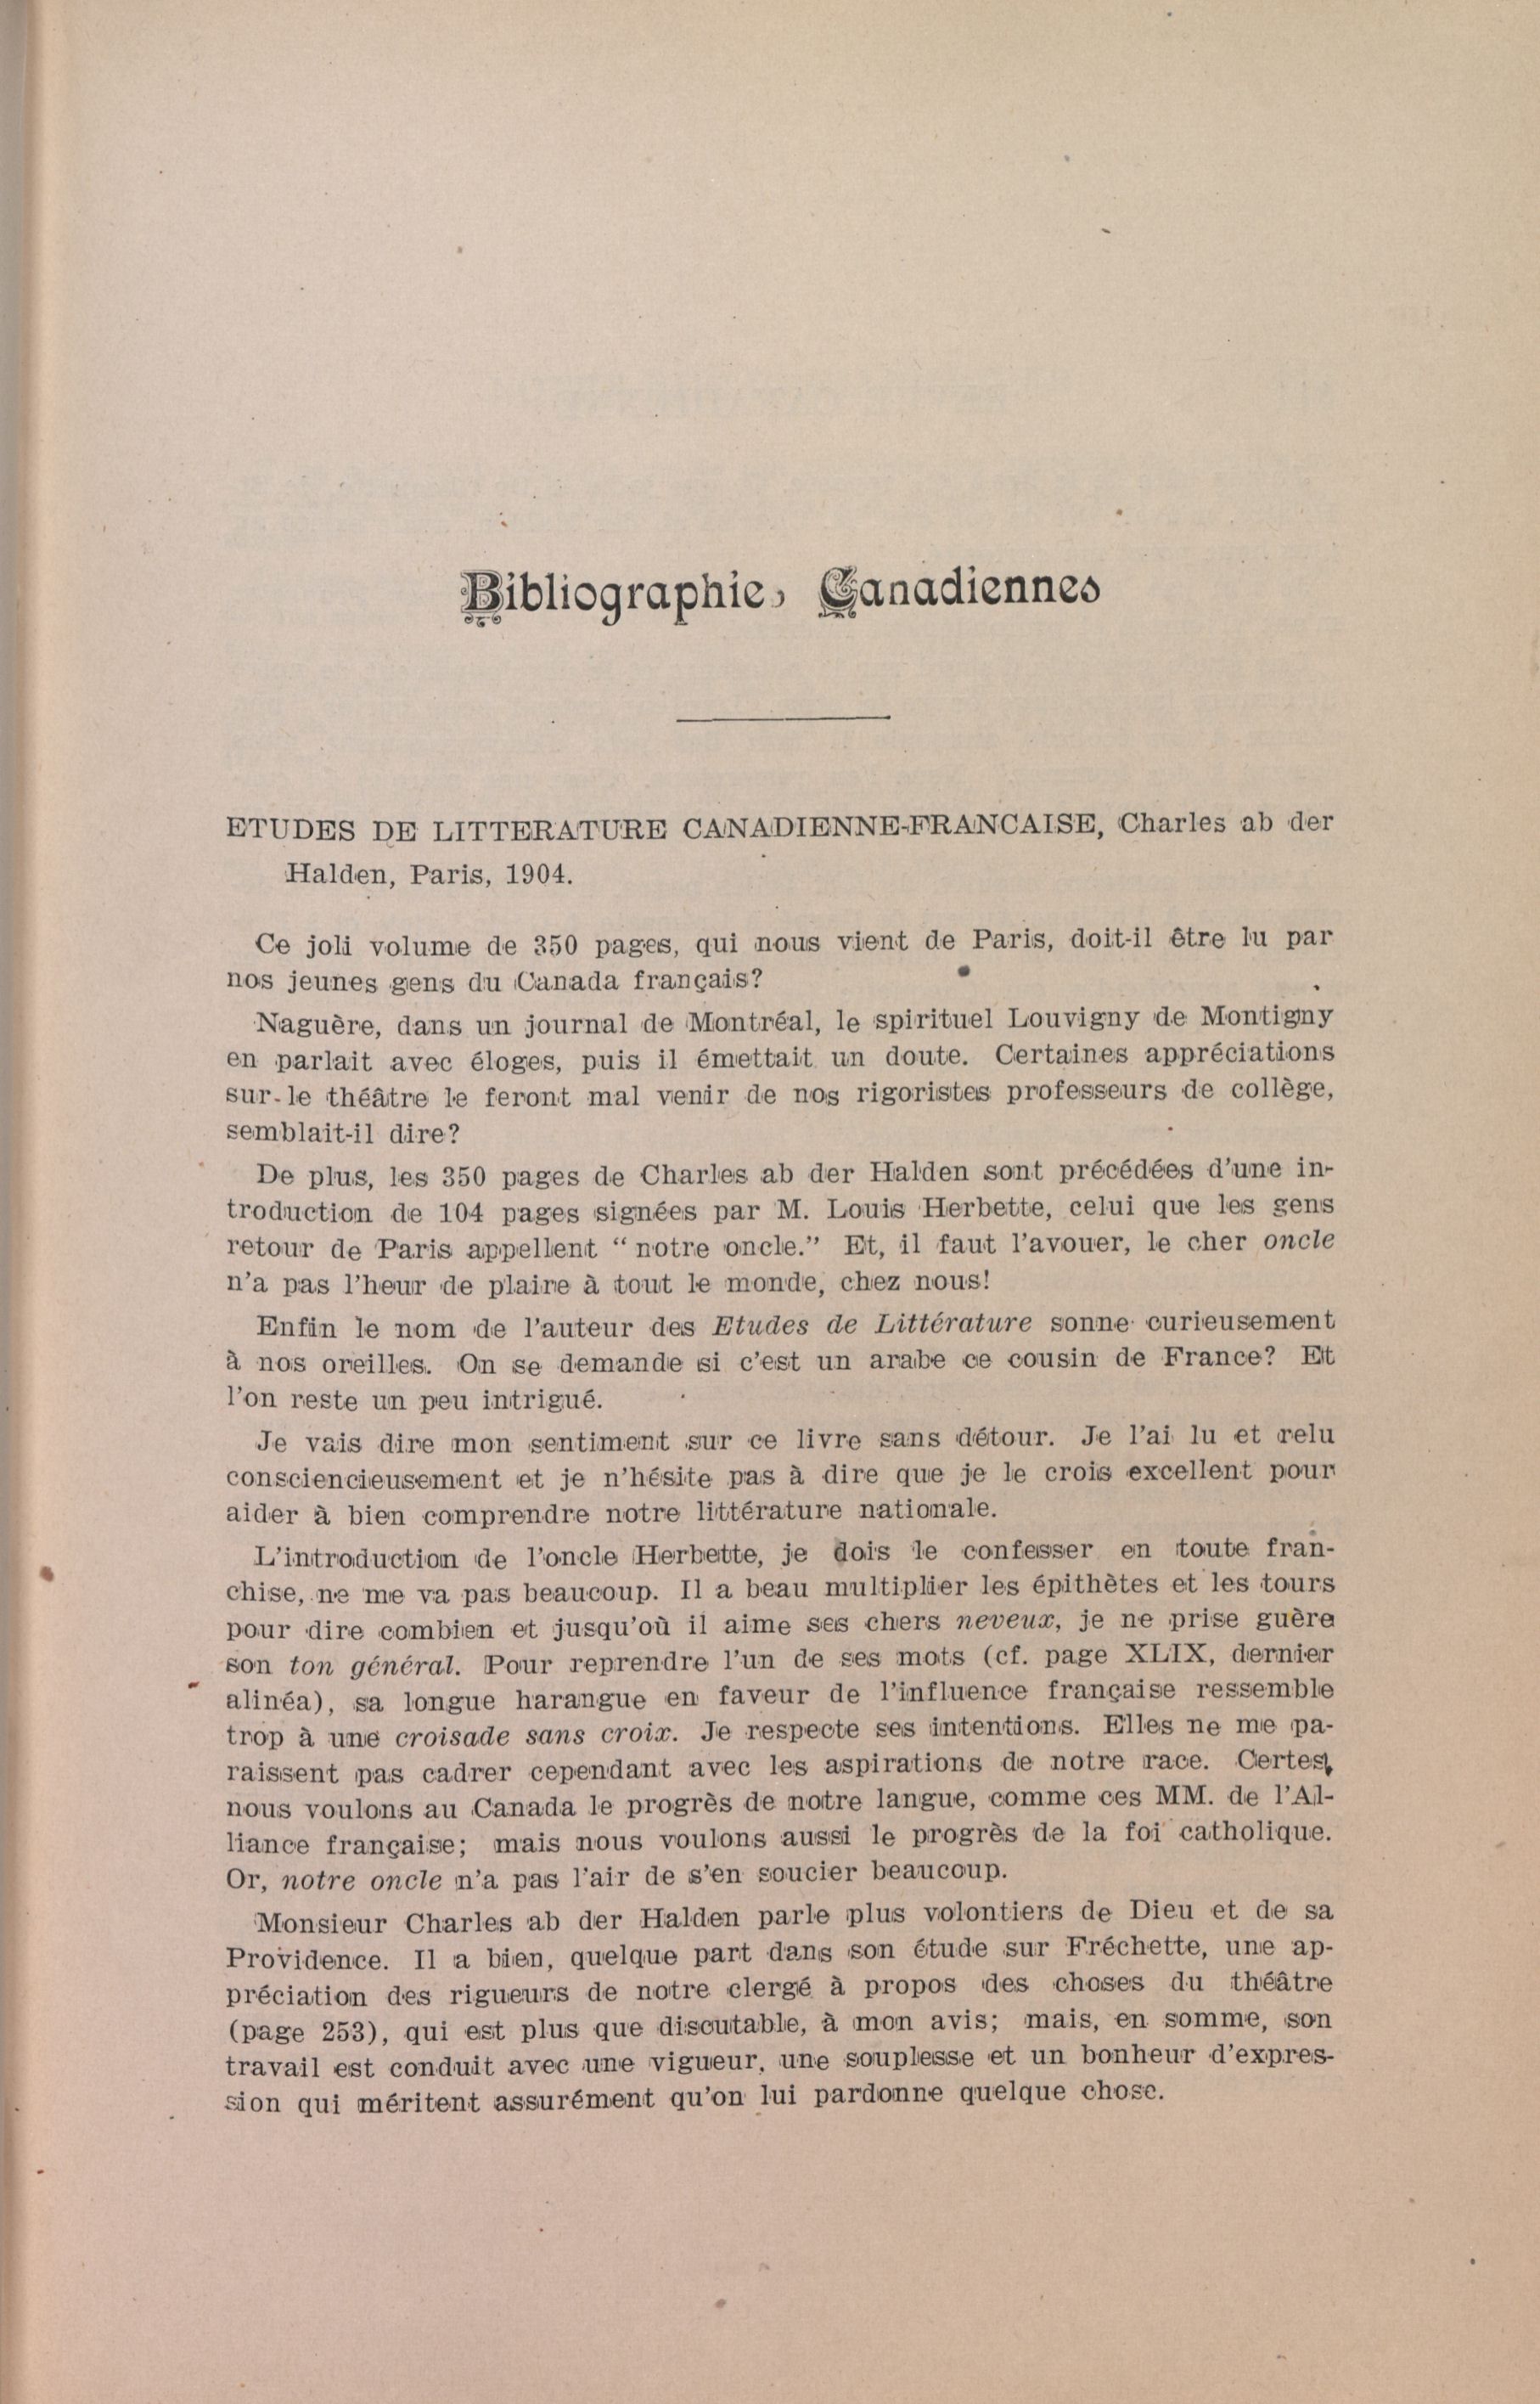 Bibliographies Canadiennes
ETUDES DE LITTERATURE CANADIENNE-FRANCAISE, Charles ab der
Halden, Paris, 1904.
Ce joli volume de 350 pages, qui nous vient de Paris, doit-il être lu par
nos jeunes gens du Canada français?
Naguère, dans un journal de Montréal, le spirituel Louvigny de Montigny
en parlait avec éloges, puis il émettait un doute. Certaines appréciations
sur le théâtre le feront mal venir de nos rigoristes professeurs de collège,
semblait-il dire?
De plus, les 350 pages de Charles ab der Halden sont précédées d'une in-
troduction de 104 pages signées par M. Louis Herbette, celui que les gens
retour de Paris appellent “ notre oncle.” Et, il faut l'avouer, le cher oncle
n'a pas l'heur de plaire à tout le monde, chez nous!
Enfin le nom de l'auteur des Etudes de Littérature sonne curieusement
à nos oreilles. On se demande si c'est un arabe ce cousin de France? Et
l'on reste un peu intrigué.
Je vais dire mon sentiment sur ce livre sans détour. Je l'ai lu et relu
consciencieusement et je n'hésite pas à dire que je le crois excellent pour
aider à bien comprendre notre littérature nationale.
L'introduction de l'oncle Herbette, je dois le confesser en toute fran-
chise, ne me va pas beaucoup. Il a beau multiplier les épithètes et les tours
pour dire combien et jusqu'où il aime ses chers neveux, je ne prise guère
son ton général. Pour reprendre l'un de ses mots (cf. page XLIX, dernier
alinéa), sa longue harangue en faveur de l'influence française ressemble
trop à une croisade sans croix. Je respecte ses intentions. Elles ne me pa-
raissent pas cadrer cependant avec les aspirations de notre race. Certes,
nous voulons au Canada le progrès de notre langue, comme ces MM. de l'Al-
liance française; mais nous voulons aussi le progrès de la foi catholique.
Or, notre oncle n'a pas l'air de s'en soucier beaucoup.
Monsieur Charles ab der Halden parle plus volontiers de Dieu et de sa
Providence. Il a bien, quelque part dans son étude sur Fréchette, une ap-
préciation des rigueurs de notre clergé à propos des choses du théâtre
(page 253), qui est plus que discutable, à mon avis; mais, en somme, son
travail est conduit avec une vigueur, une souplesse et un bonheur d'expres-
sion qui méritent assurément qu'on lui pardonne quelque chose.